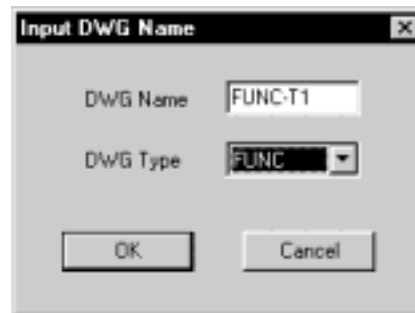 Input DWG Name
DWG Name FUNC-T1
DWG Type FUNC
OK Cancel